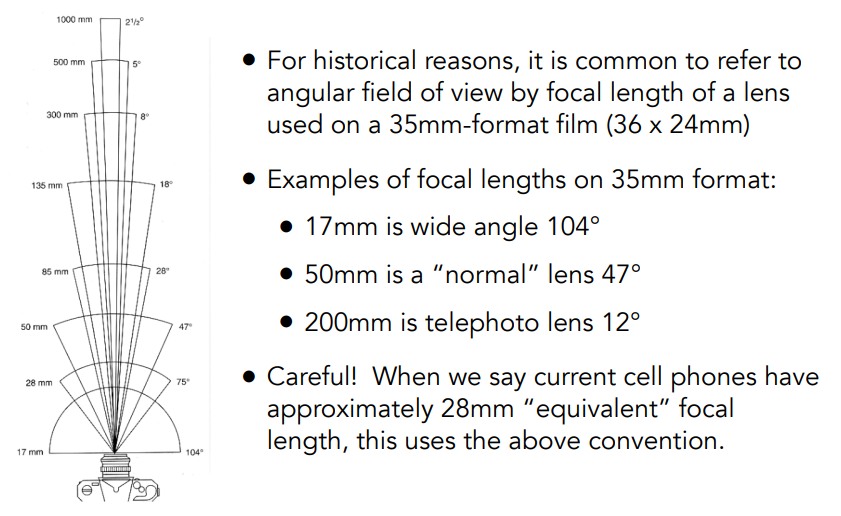 1000 mm 2½°
500 mm 5°
300 mm 8°
135 mm 18°
85 mm 28°
50 mm 47°
28 mm 75°
17 mm 104°
• For historical reasons, it is common to refer to
angular field of view by focal length of a lens
used on a 35mm-format film (36 x 24mm)
• Examples of focal lengths on 35mm format:
• 17mm is wide angle 104°
• 50mm is a “normal” lens 47°
• 200mm is telephoto lens 12°
• Careful! When we say current cell phones have
approximately 28mm “equivalent” focal
length, this uses the above convention.